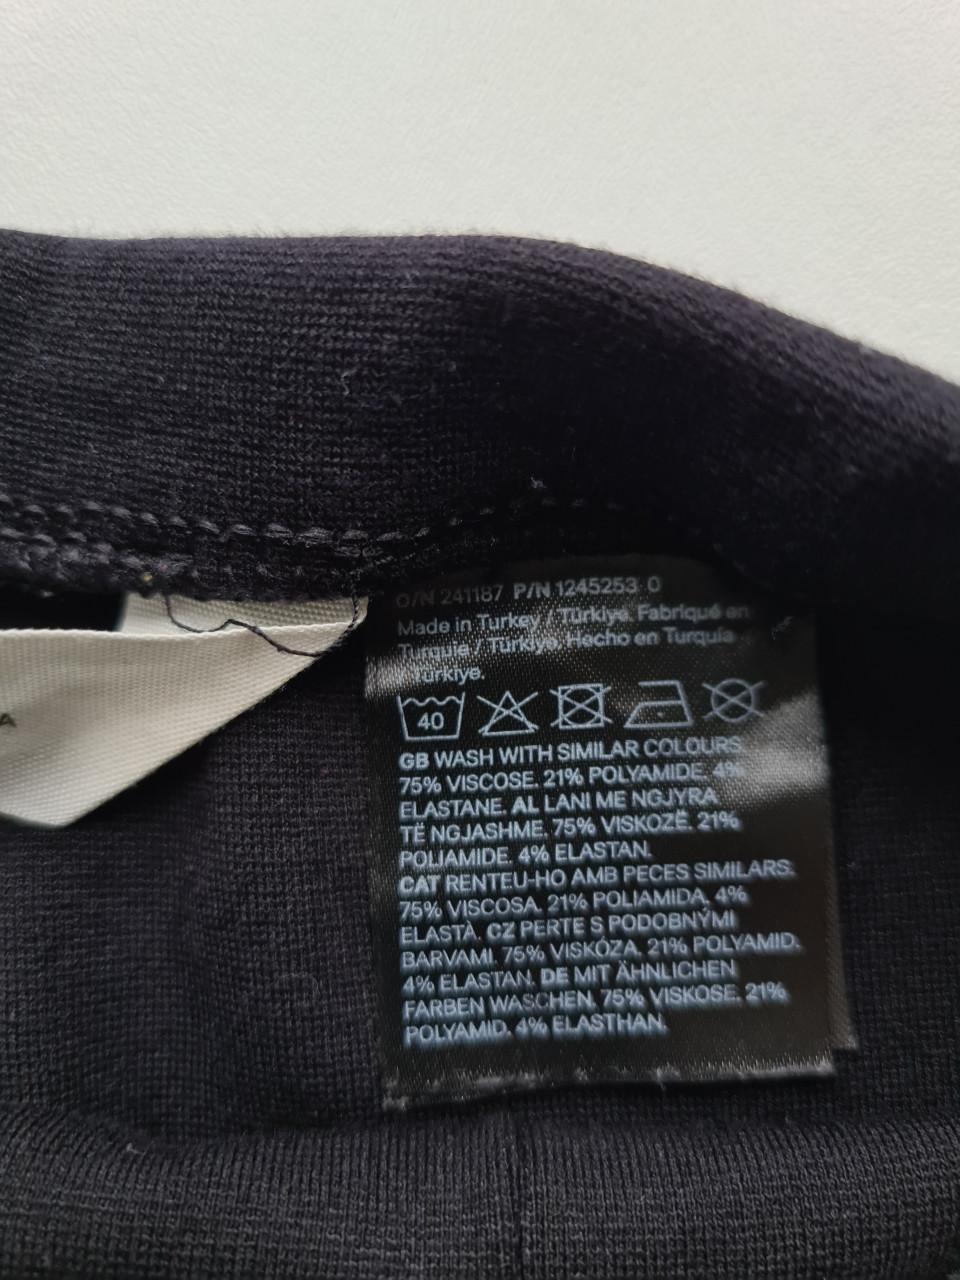 O/N 241187 P/N 1245253 0
Made in Turkey / Türkiye. Fabriqué en
Turquie / Türkiye. Hecho en Turquía
/ Türkiye.
40
GB WASH WITH SIMILAR COLOURS
75% VISCOSE. 21% POLYAMIDE. 4%
ELASTANE. AL LANI ME NGJYRA
TË NGJASHME. 75% VISKOZË. 21%
POLIAMIDE. 4% ELASTAN.
CAT RENTEU-HO AMB PECES SIMILARS.
75% VISCOSA. 21% POLIAMIDA. 4%
ELASTÀ. CZ PERTE S PODOBNÝMI
BARVAMI. 75% VISKÓZA. 21% POLYAMID.
4% ELASTAN. DE MIT ÄHNLICHEN
FARBEN WASCHEN. 75% VISKOSE. 21%
POLYAMID. 4% ELASTHAN.
A